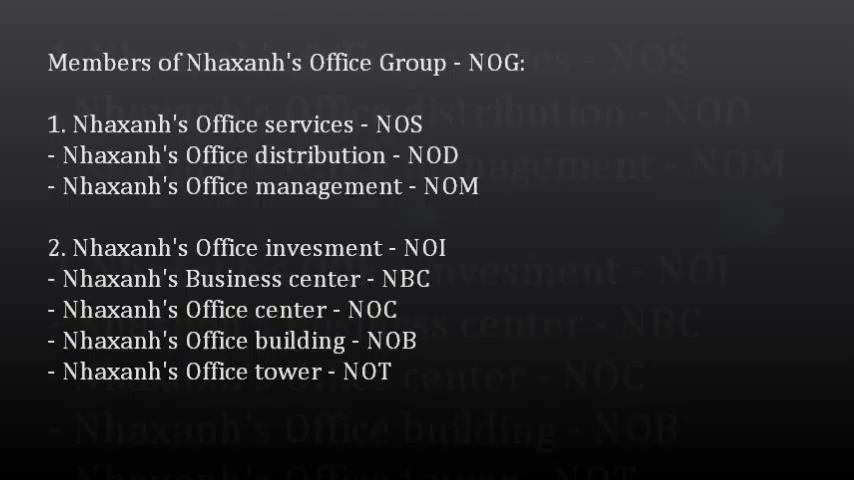 Members of Nhaxanh's Office Group - NOG:
1. Nhaxanh's Office services - NOS
- Nhaxanh's Office distribution - NOD
- Nhaxanh's Office management - NOM
2. Nhaxanh's Office invesment - NOI
- Nhaxanh's Business center - NBC
- Nhaxanh's Office center - NOC
- Nhaxanh's Office building - NOB
- Nhaxanh's Office tower - NOT